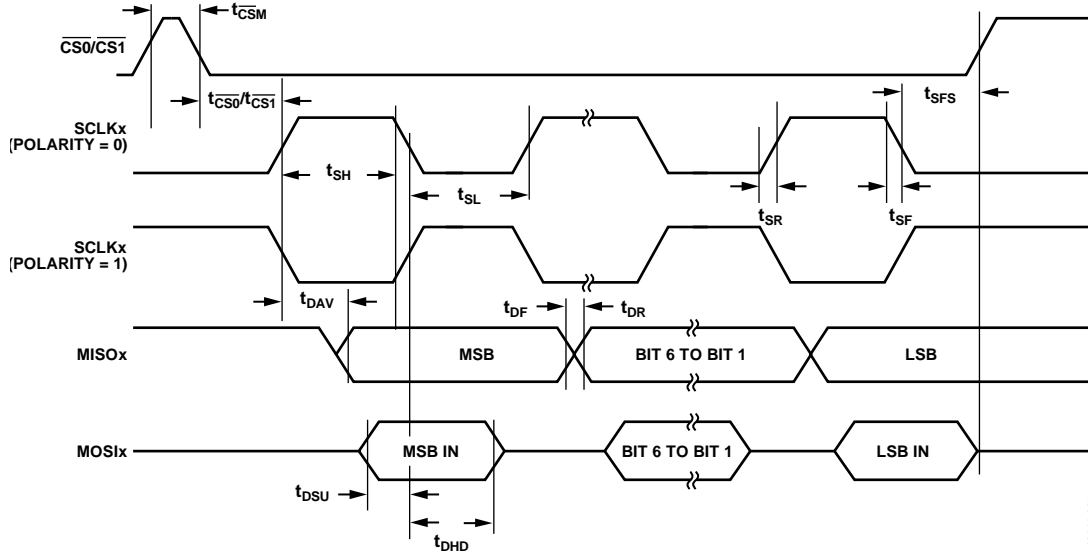 tCSM
CS0/CS1
tCS0/tCS1
tSFS
SCLKx
(POLARITY = 0)
tSH
tSL
tSR
tSF
SCLKx
(POLARITY = 1)
tDAV
tDF
tDR
MISOx
MSB
BIT 6 TO BIT 1
LSB
MOSIx
MSB IN
BIT 6 TO BIT 1
LSB IN
tDSU
tDHD